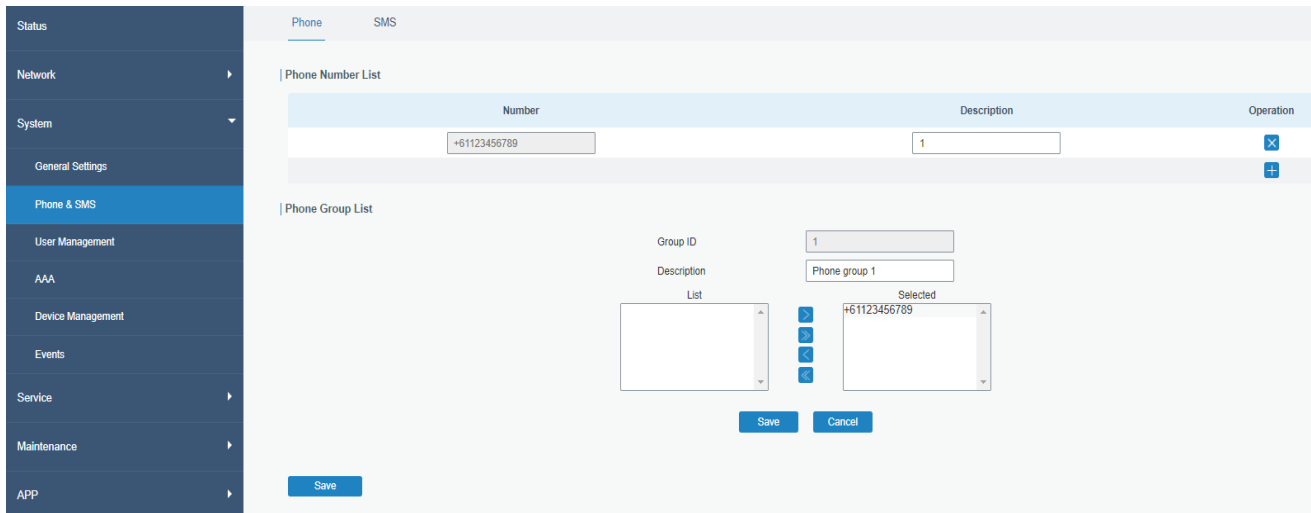 Status
Network
System
General Settings
Phone & SMS
User Management
AAA
Device Management
Events
Service
Maintenance
APP
Phone SMS
Phone Number List
Number Description Operation
+61123456789 1
Phone Group List
Group ID 1
Description Phone group 1
List Selected
+61123456789
Save Cancel
Save